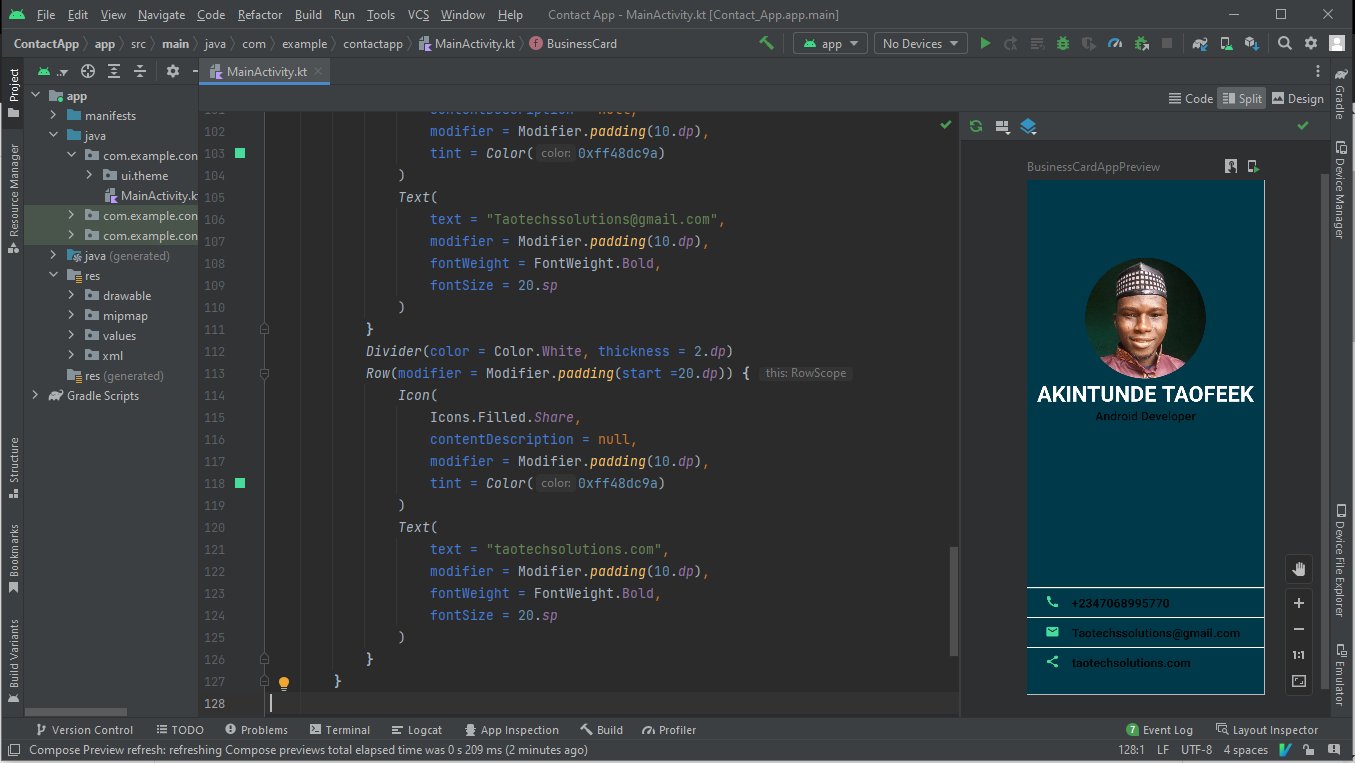 File Edit View Navigate Code Refactor Build Run Tools VCS Window Help Contact App - MainActivity.kt [Contact_App.app.main]
ContactApp app src main java com example contactapp MainActivity.kt BusinessCard app No Devices
MainActivity.kt
Code Split Design
Project
Resource Manager
Structure
Bookmarks
Build Variants
app
manifests
java
com.example.con
ui.theme
MainActivity.k
com.example.con
com.example.con
java (generated)
res
drawable
mipmap
values
xml
res (generated)
Gradle Scripts
102 modifier = Modifier.padding(10.dp),
103 tint = Color( color: 0xff48dc9a)
104 )
105 Text(
106 text = "Taotechssolutions@gmail.com",
107 modifier = Modifier.padding(10.dp),
108 fontWeight = FontWeight.Bold,
109 fontSize = 20.sp
110 )
111 }
112 Divider(color = Color.White, thickness = 2.dp)
113 Row(modifier = Modifier.padding(start =20.dp)) { this: RowScope
114 Icon(
115 Icons.Filled.Share,
116 contentDescription = null,
117 modifier = Modifier.padding(10.dp),
118 tint = Color( color: 0xff48dc9a)
119 )
120 Text(
121 text = "taotechsolutions.com",
122 modifier = Modifier.padding(10.dp),
123 fontWeight = FontWeight.Bold,
124 fontSize = 20.sp
125 )
126 }
127 }
128
BusinessCardAppPreview
AKINTUNDE TAOFEEK
Android Developer
+2347068995770
Taotechssolutions@gmail.com
taotechsolutions.com
1:1
Gradle
Device Manager
Device File Explorer
Emulator
Version Control TODO Problems Terminal Logcat App Inspection Build Profiler 7 Event Log Layout Inspector
Compose Preview refresh: refreshing Compose previews total elapsed time was 0 s 209 ms (2 minutes ago) 128:1 LF UTF-8 4 spaces